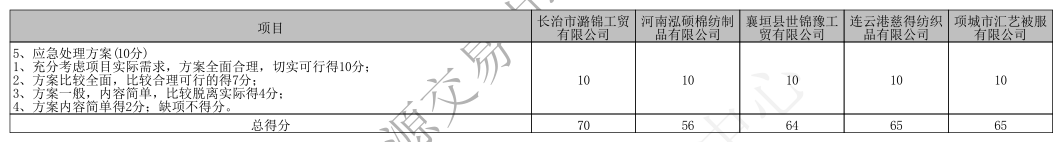 项目
长治市潞锦工贸
有限公司
河南泓硕棉纺制
品有限公司
襄垣县世锦豫工
贸有限公司
连云港慈得纺织
品有限公司
项城市汇艺被服
有限公司
5、应急处理方案(10分)
1、充分考虑项目实际需求，方案全面合理，切实可行得10分；
2、方案比较全面，比较合理可行的得7分；
3、方案一般，内容简单，比较脱离实际得4分；
4、方案内容简单得2分；缺项不得分。
10
10
10
10
10
总得分
70
56
64
65
65
源交易
中心